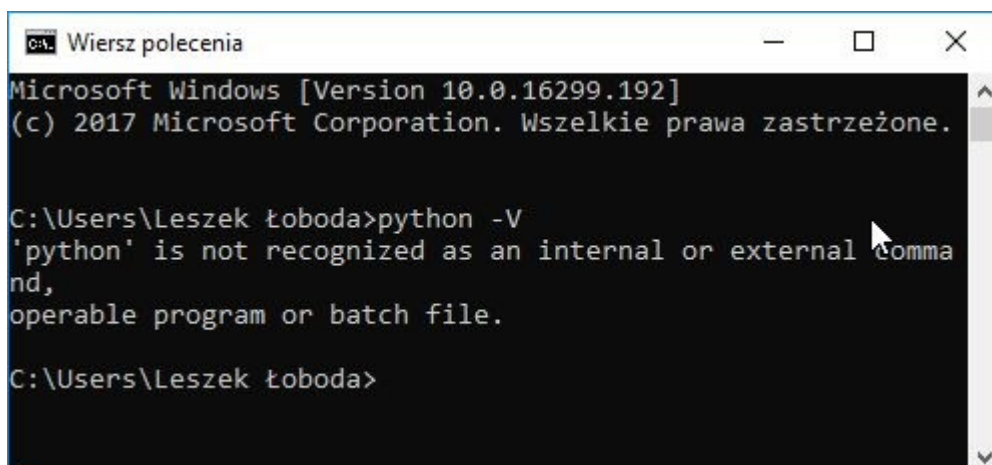 Wiersz polecenia
Microsoft Windows [Version 10.0.16299.192]
(c) 2017 Microsoft Corporation. Wszelkie prawa zastrzeżone.
C:\Users\Leszek Łoboda>python -V
'python' is not recognized as an internal or external comma
nd,
operable program or batch file.
C:\Users\Leszek Łoboda>